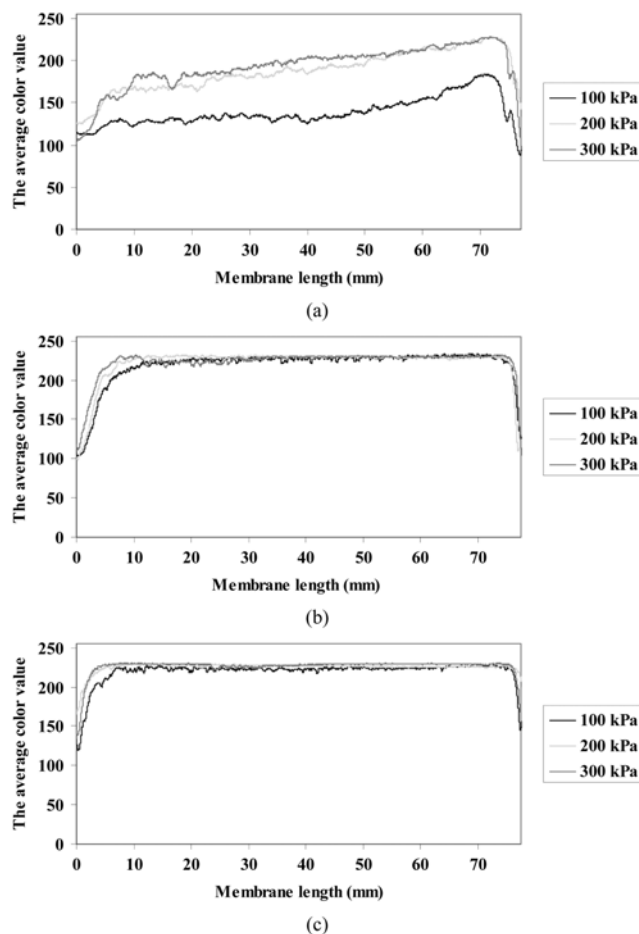 250
200
150
100
50
0
The average color value
0 10 20 30 40 50 60 70
Membrane length (mm)
100 kPa
200 kPa
300 kPa
(a)
250
200
150
100
50
0
The average color value
0 10 20 30 40 50 60 70
Membrane length (mm)
100 kPa
200 kPa
300 kPa
(b)
250
200
150
100
50
0
The average color value
0 10 20 30 40 50 60 70
Membrane length (mm)
100 kPa
200 kPa
300 kPa
(c)